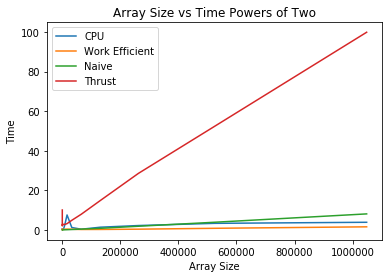 Array Size vs Time Powers of Two
CPU
Work Efficient
Naive
Thrust
100
80
60
40
20
0
Time
0 200000 400000 600000 800000 1000000
Array Size